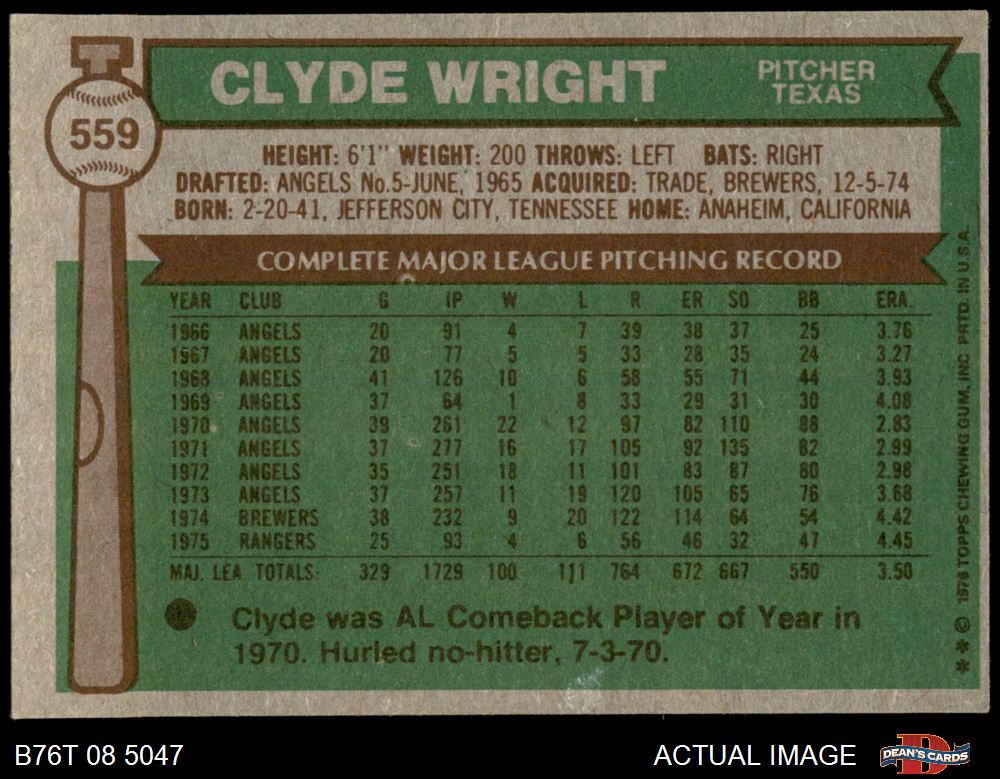 559
CLYDE WRIGHT
PITCHER
TEXAS
HEIGHT: 6'1" WEIGHT: 200 THROWS: LEFT BATS: RIGHT
DRAFTED: ANGELS No.5-JUNE, 1965 ACQUIRED: TRADE, BREWERS, 12-5-74
BORN: 2-20-41, JEFFERSON CITY, TENNESSEE HOME: ANAHEIM, CALIFORNIA
COMPLETE MAJOR LEAGUE PITCHING RECORD
YEAR CLUB G IP W L R ER SO BB ERA.
1966 ANGELS 20 91 4 7 39 38 37 25 3.76
1967 ANGELS 20 77 5 5 33 28 35 24 3.27
1968 ANGELS 41 126 10 6 58 55 71 44 3.93
1969 ANGELS 37 64 1 8 33 29 31 30 4.08
1970 ANGELS 39 261 22 12 97 82 110 88 2.83
1971 ANGELS 37 277 16 17 105 92 135 82 2.99
1972 ANGELS 35 251 18 11 101 83 87 80 2.98
1973 ANGELS 37 257 11 19 120 105 65 76 3.68
1974 BREWERS 38 232 9 20 122 114 64 54 4.42
1975 RANGERS 25 93 4 6 56 46 32 47 4.45
MAJ. LEA. TOTALS: 329 1729 100 111 764 672 667 550 3.50
Clyde was AL Comeback Player of Year in
1970. Hurled no-hitter, 7-3-70.
** © 1976 TOPPS CHEWING GUM, INC. PRTD. IN U.S.A.
B76T 08 5047
ACTUAL IMAGE
D
DEAN'S CARDS